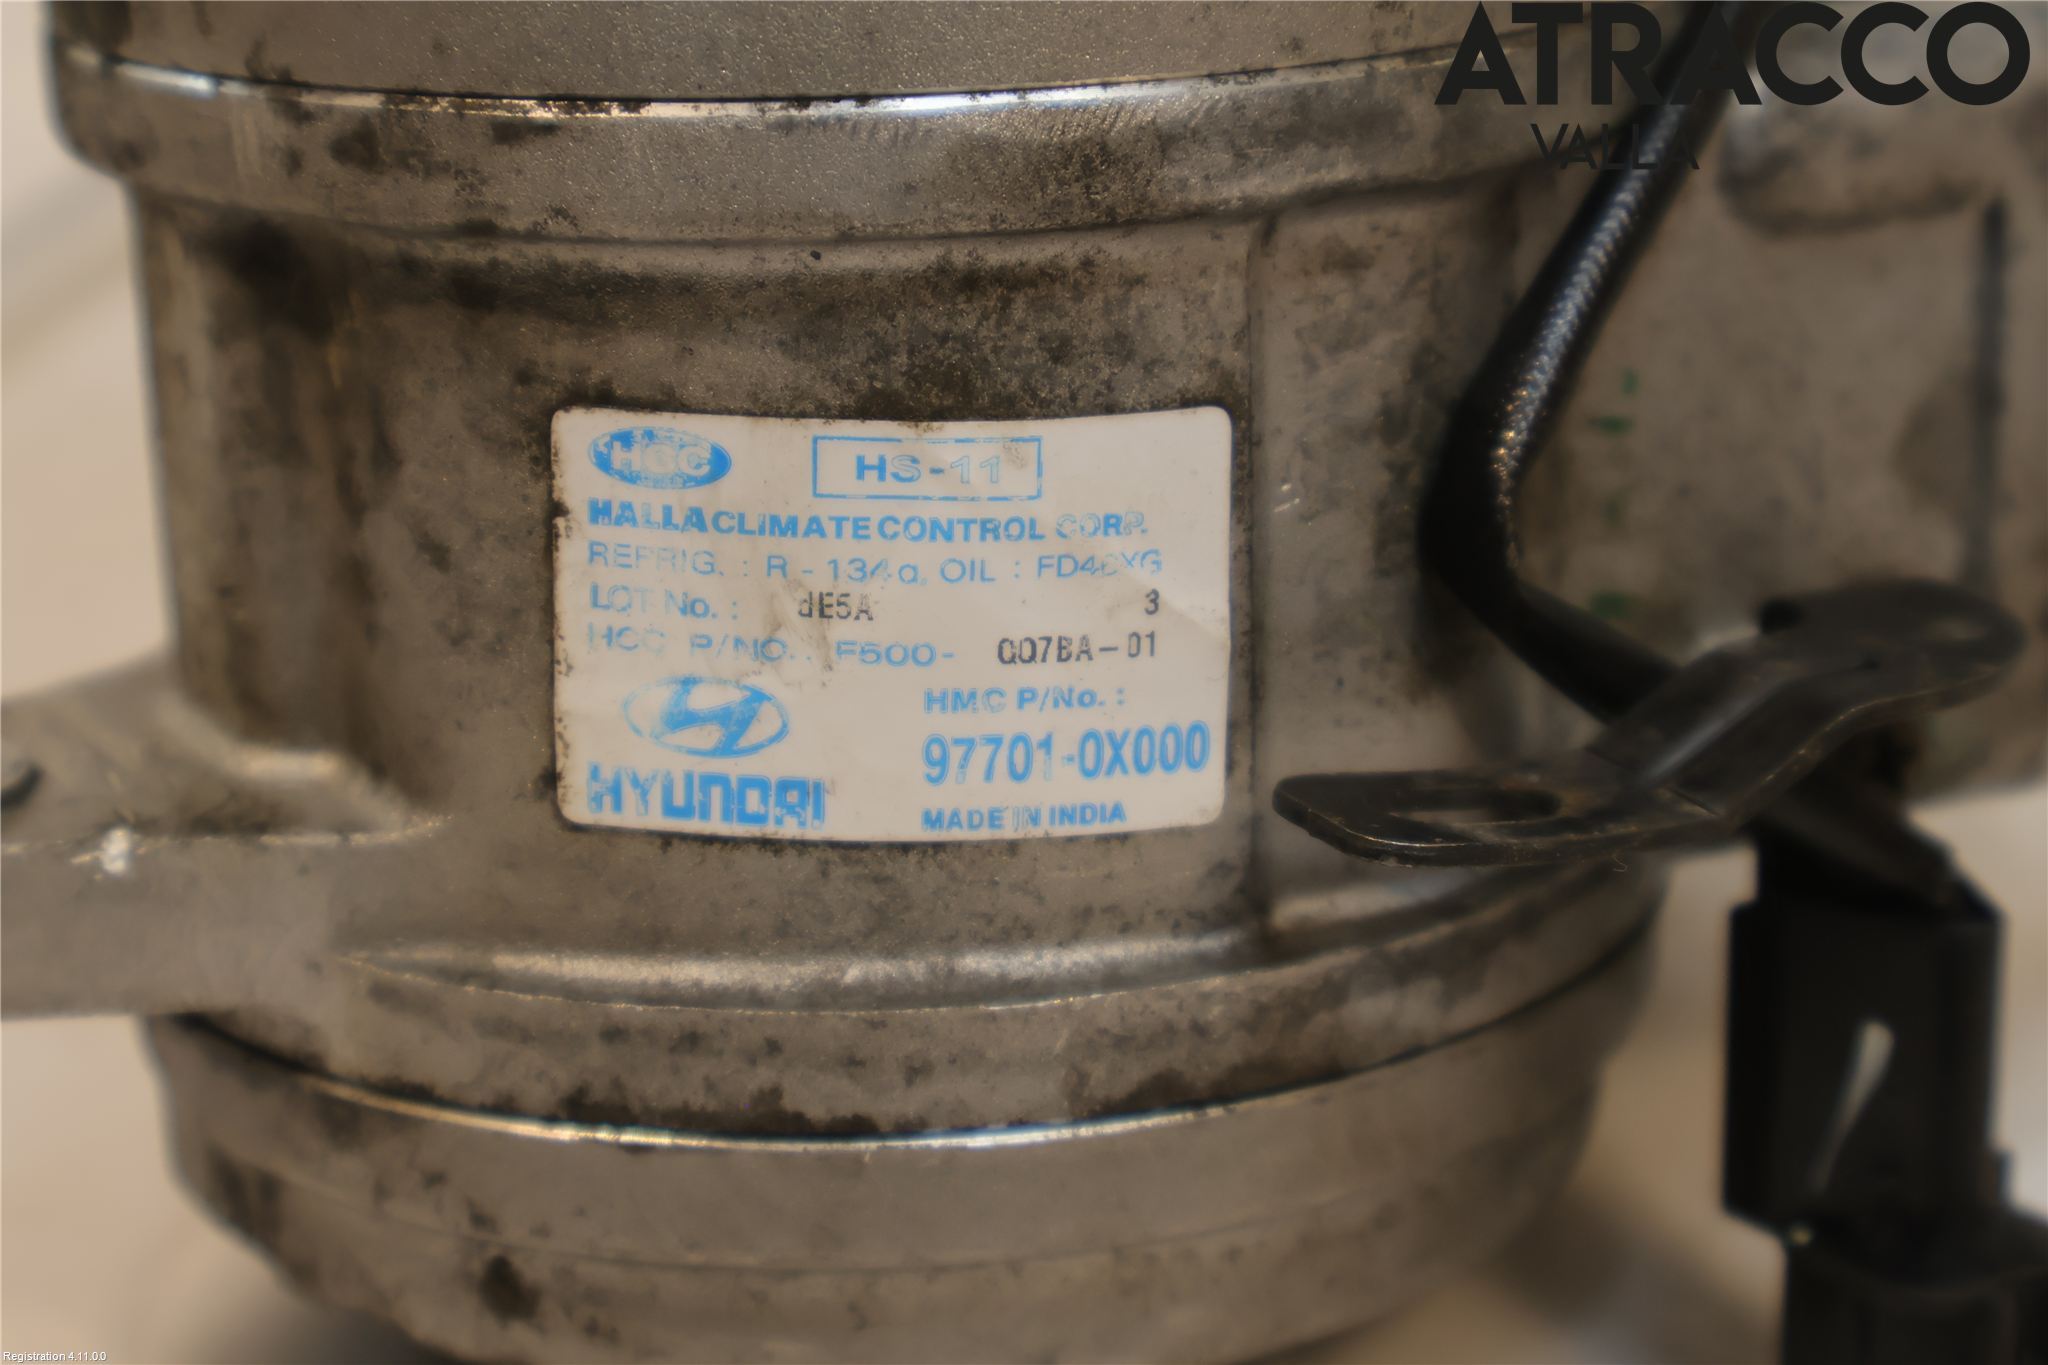 ATRACCO
VALLA
HCC
HS-11
HALLA CLIMATE CONTROL CORP.
REFRIG. : R - 134a, OIL : FD46XG
LOT No. : dE5A 3
HCC P/NO. : F500- QQ7BA-01
HMC P/No. :
97701-0X000
HYUNDAI
MADE IN INDIA
Registration 4.11.0.0